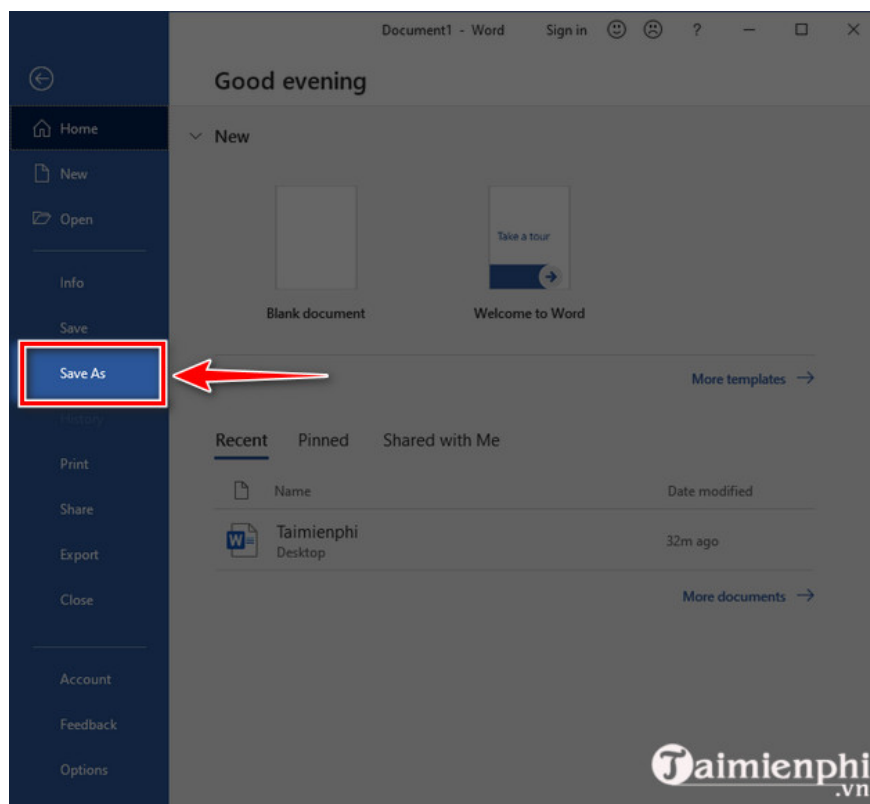 Document1 - Word Sign in ?
Good evening
Home
New
New
Open
Take a tour
Blank document
Welcome to Word
Info
Save
Save As
More templates
History
Recent Pinned Shared with Me
Print
Name Date modified
Share
Taimienphi
Desktop
32m ago
Export
Close
More documents
Account
Feedback
Options
Taimienphi
.vn